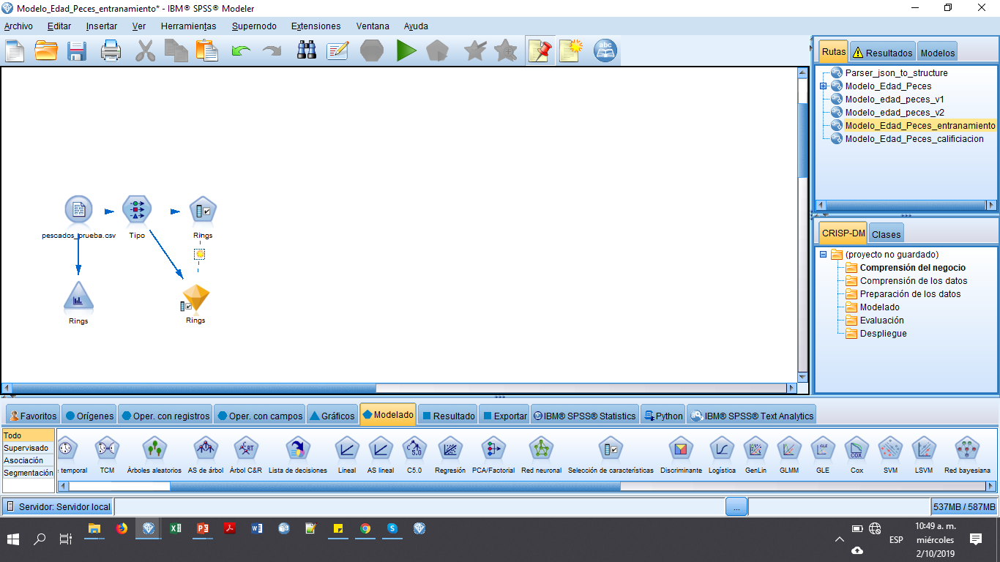 Modelo_Edad_Peces_entranamiento* - IBM® SPSS® Modeler
Archivo Editar Insertar Ver Herramientas Supernodo Extensiones Ventana Ayuda
abc
Rutas Resultados Modelos
Parser_json_to_structure
Modelo_Edad_Peces
Modelo_edad_peces_v1
Modelo_edad_peces_v2
Modelo_Edad_Peces_entranamiento
Modelo_Edad_Peces_calificiacion
pescados_prueba.csv Tipo Rings
Rings Rings
CRISP-DM Clases
(proyecto no guardado)
Comprensión del negocio
Comprensión de los datos
Preparación de los datos
Modelado
Evaluación
Despliegue
Favoritos Orígenes Oper. con registros Oper. con campos Gráficos Modelado Resultado Exportar IBM® SPSS® Statistics Python IBM® SPSS® Text Analytics
Todo
Supervisado
Asociación
Segmentación
C&RT C 5.0 GLE COX
temporal TCM Árboles aleatorios AS de árbol Árbol C&R Lista de decisiones Lineal AS lineal C5.0 Regresión PCA/Factorial Red neuronal Selección de características Discriminante Logística GenLin GLMM GLE Cox SVM LSVM Red bayesiana
Servidor: Servidor local ... 537MB / 587MB
ESP
10:49 a. m.
miércoles
2/10/2019